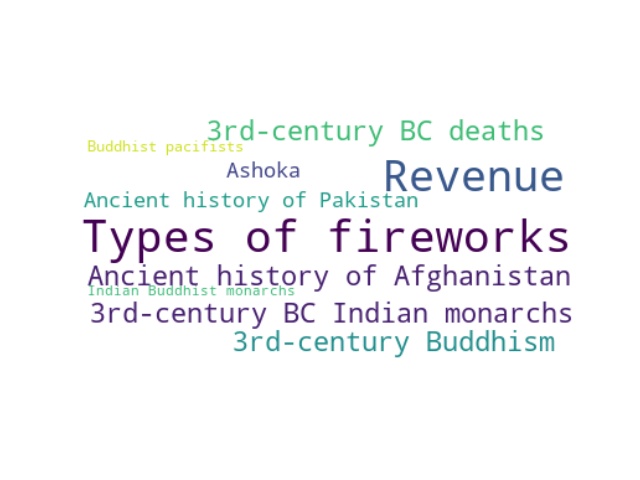 3rd-century BC deaths
Buddhist pacifists
Ashoka
Revenue
Ancient history of Pakistan
Types of fireworks
Ancient history of Afghanistan
Indian Buddhist monarchs
3rd-century BC Indian monarchs
3rd-century Buddhism